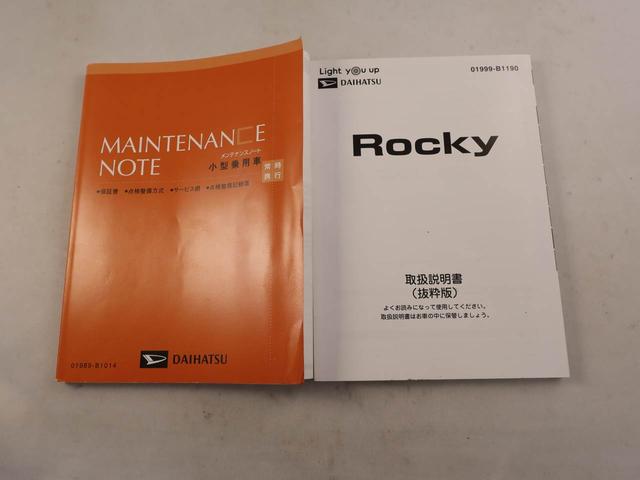 MAINTENANCE
NOTE
メンテナンスノート
小型乗用車
常時
携行
●保証書 ●点検整備方式 ●サービス網 ●点検整備記録簿
DAIHATSU
01989-B1014
Light you up
DAIHATSU
01999-B1190
Rocky
取扱説明書
（抜粋版）
よくお読みになって使用してください。
取扱説明書はお車の中に保管しましょう。